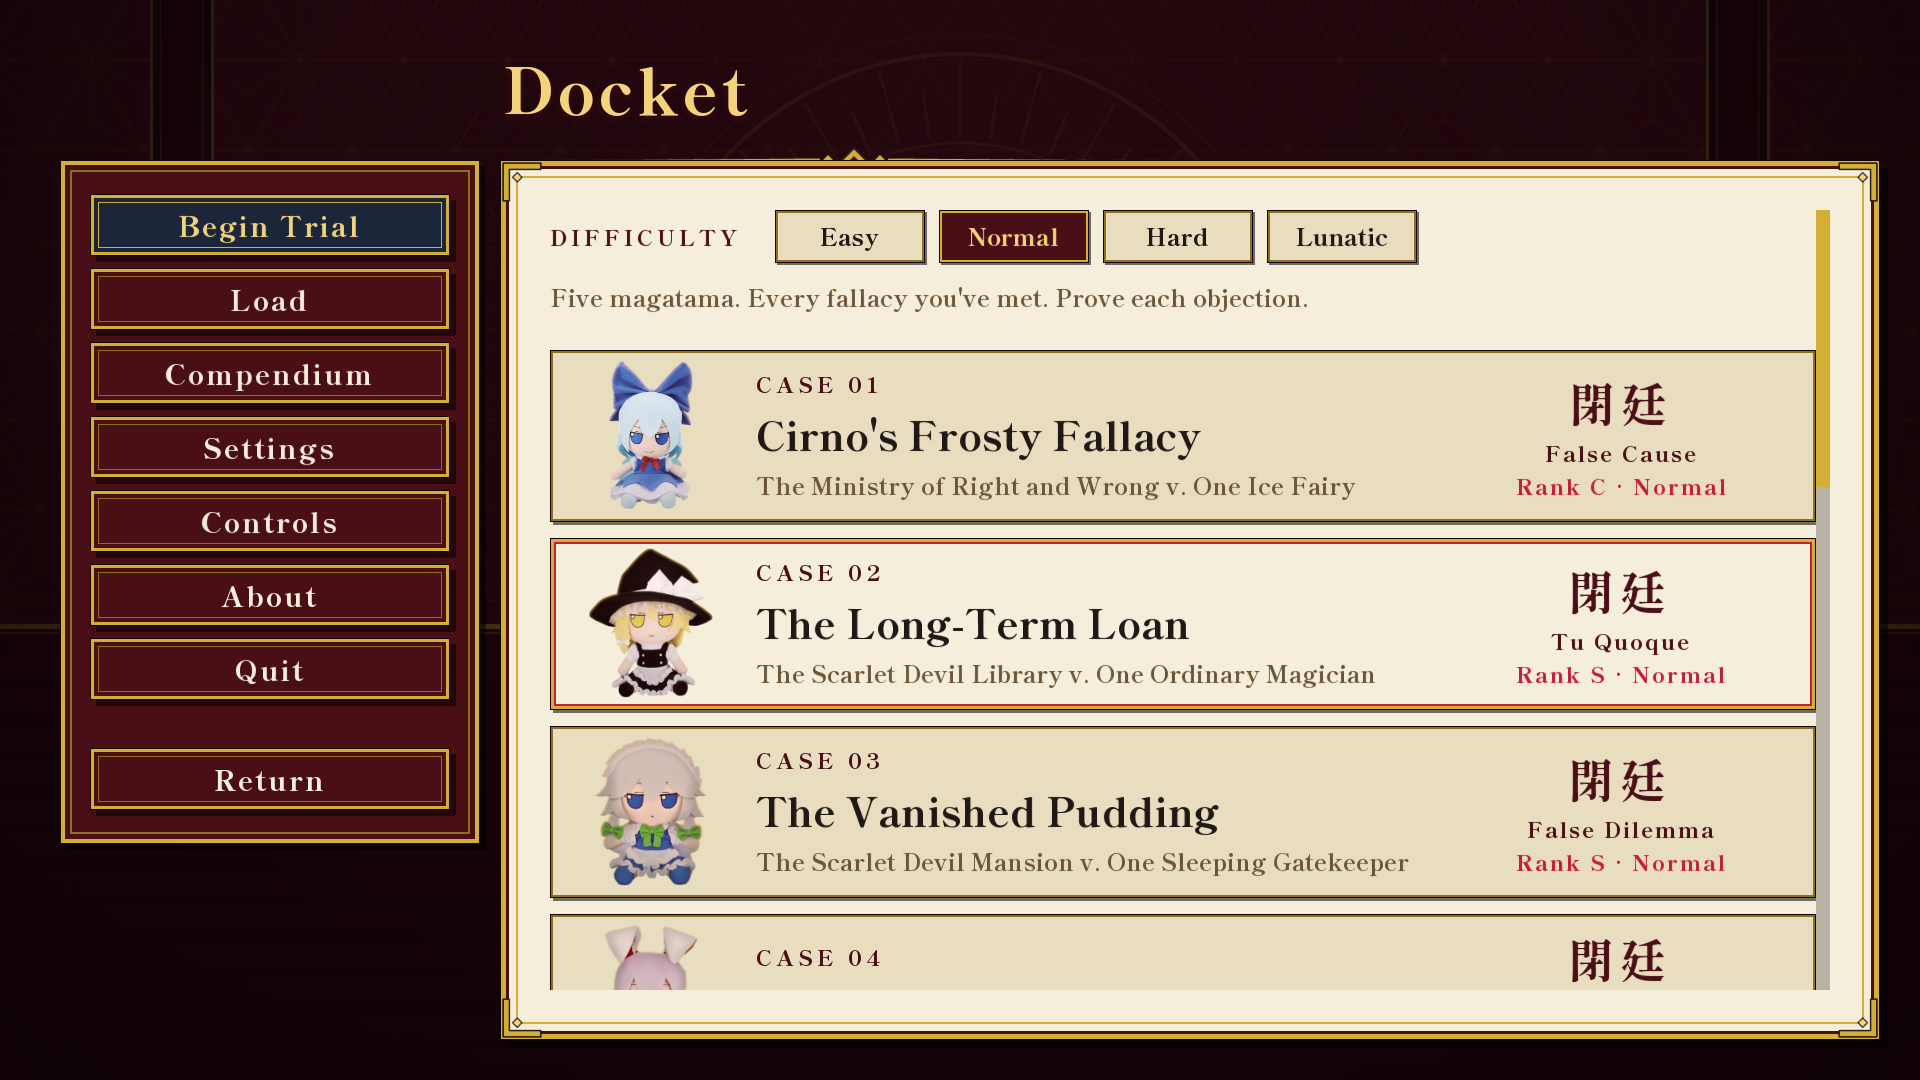 Docket
Begin Trial
Load
Compendium
Settings
Controls
About
Quit
Return
DIFFICULTY
Easy
Normal
Hard
Lunatic
Five magatama. Every fallacy you've met. Prove each objection.
CASE 01
Cirno's Frosty Fallacy
The Ministry of Right and Wrong v. One Ice Fairy
閉廷
False Cause
Rank C · Normal
CASE 02
The Long-Term Loan
The Scarlet Devil Library v. One Ordinary Magician
閉廷
Tu Quoque
Rank S · Normal
CASE 03
The Vanished Pudding
The Scarlet Devil Mansion v. One Sleeping Gatekeeper
閉廷
False Dilemma
Rank S · Normal
CASE 04
閉廷